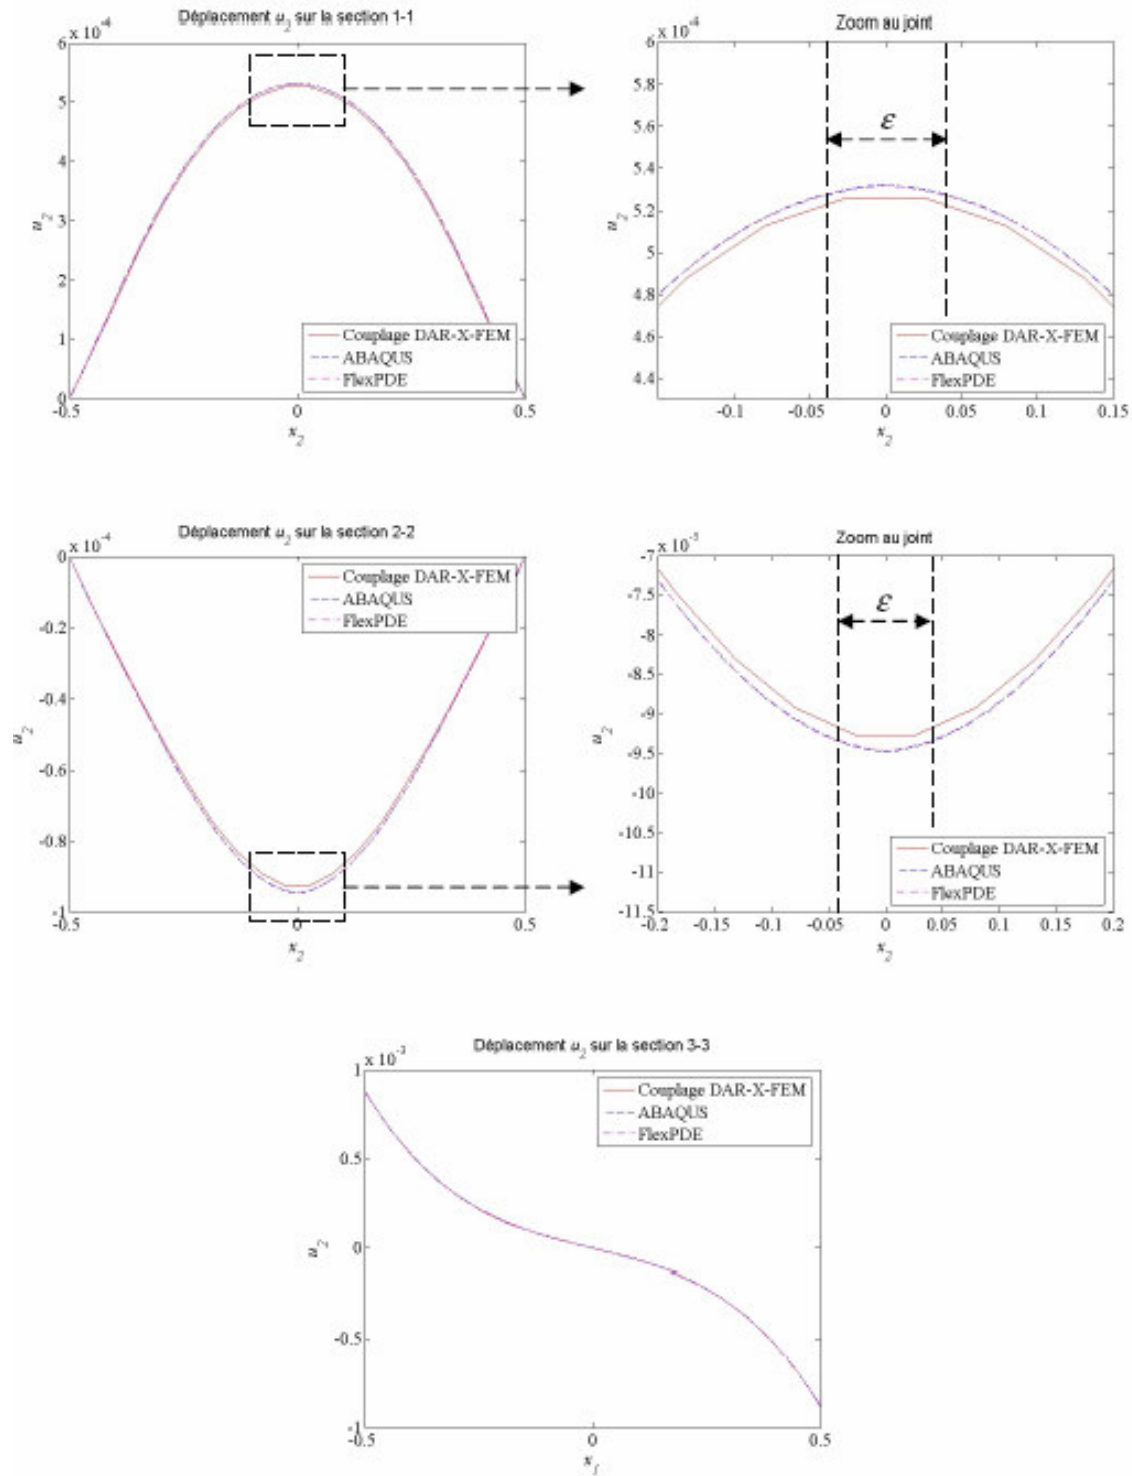 Déplacement u2 sur la section 1-1
x 10^-4
6
5
4
3
2
1
0
-0.5
0
0.5
u2
x2
Couplage DAR-X-FEM
ABAQUS
FlexPDE
Zoom au joint
x 10^-4
6
5.8
5.6
5.4
5.2
5
4.8
4.6
4.4
-0.1
-0.05
0
0.05
0.1
0.15
ε
u2
x2
Couplage DAR-X-FEM
ABAQUS
FlexPDE
Déplacement u2 sur la section 2-2
x 10^-4
0
-0.2
-0.4
-0.6
-0.8
-1
-0.5
0
0.5
u2
x2
Couplage DAR-X-FEM
ABAQUS
FlexPDE
Zoom au joint
-7
-7.5
-8
-8.5
-9
-9.5
-10
-10.5
-11
-11.5
-0.2
-0.15
-0.1
-0.05
0
0.05
0.1
0.15
0.2
ε
u2
x2
Couplage DAR-X-FEM
ABAQUS
FlexPDE
Déplacement u2 sur la section 3-3
x 10^-3
1
0.5
0
-0.5
-1
-0.5
0
0.5
u2
Couplage DAR-X-FEM
ABAQUS
FlexPDE